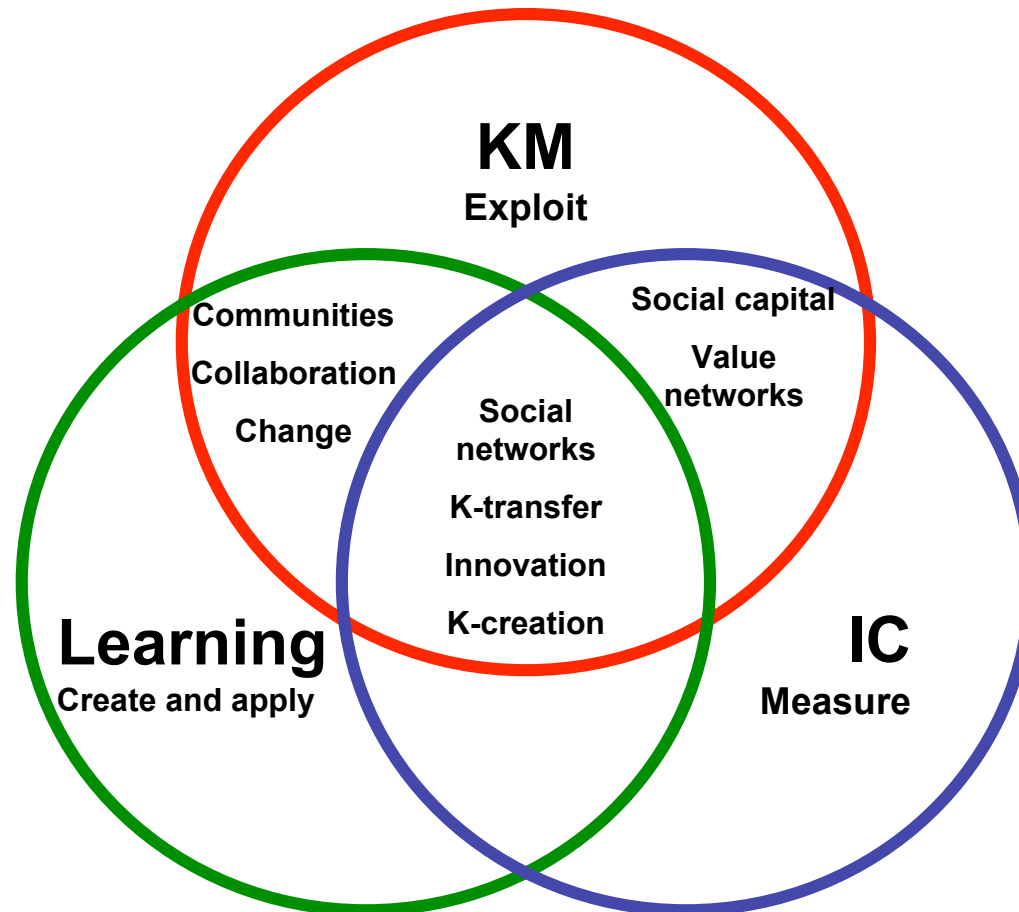 KM
Exploit
Communities
Collaboration
Change
Social capital
Value
networks
Social
networks
K-transfer
Innovation
K-creation
Learning
Create and apply
IC
Measure